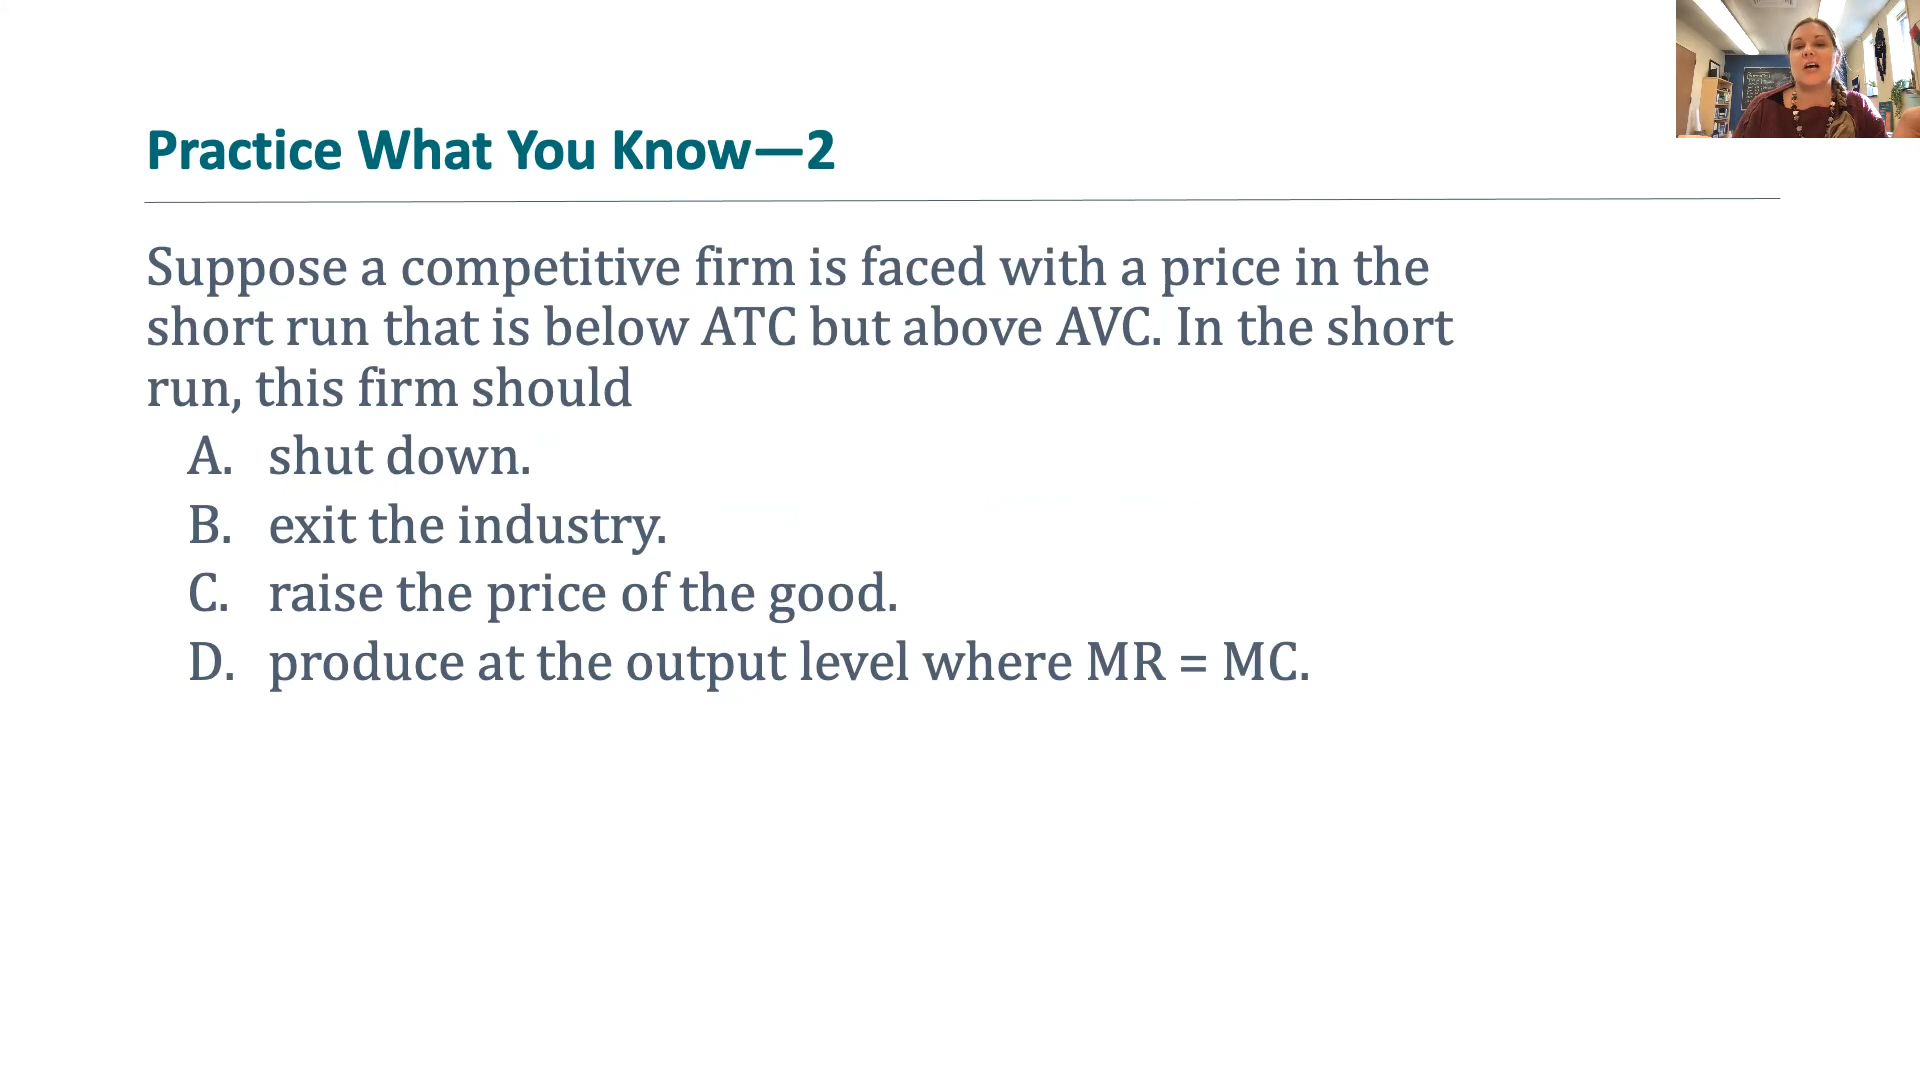 Practice What You Know—2
Suppose a competitive firm is faced with a price in the
short run that is below ATC but above AVC. In the short
run, this firm should
A. shut down.
B. exit the industry.
C. raise the price of the good.
D. produce at the output level where MR = MC.